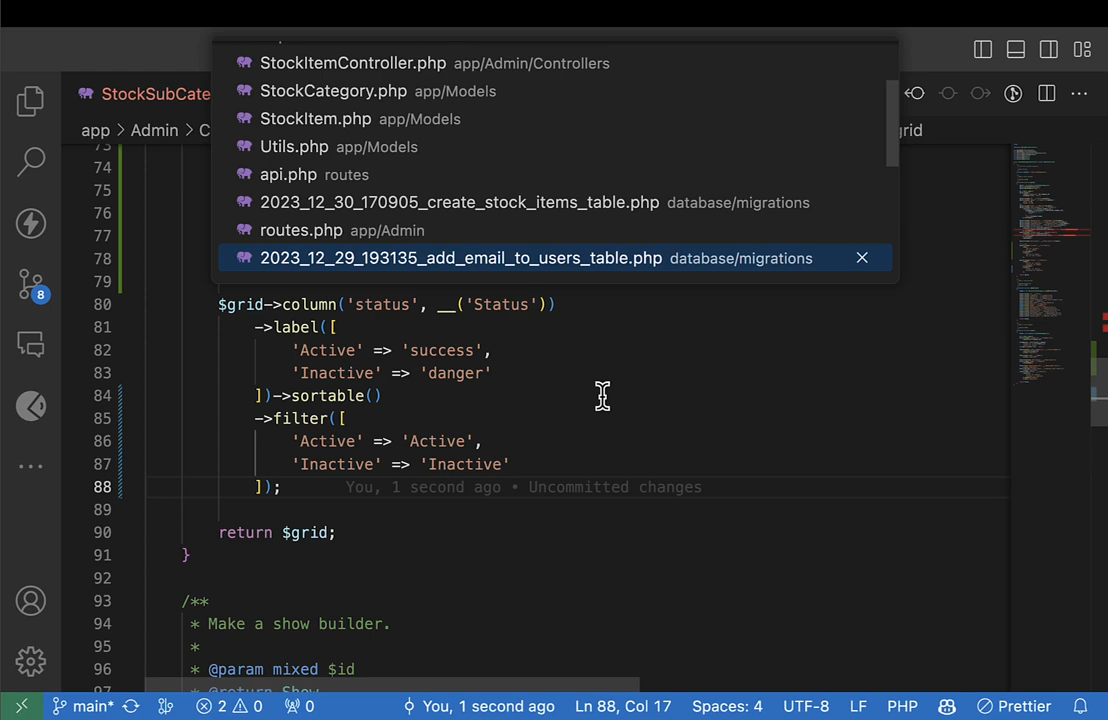 StockItemController.php app/Admin/Controllers
StockCategory.php app/Models
StockSubCate
StockItem.php app/Models
app > Admin > C
grid
Utils.php app/Models
api.php routes
2023_12_30_170905_create_stock_items_table.php database/migrations
routes.php app/Admin
2023_12_29_193135_add_email_to_users_table.php database/migrations
73
74
75
76
77
78
79
80 $grid->column('status', __('Status'))
81 ->label([
82 'Active' => 'success',
83 'Inactive' => 'danger'
84 ])->sortable()
85 ->filter([
86 'Active' => 'Active',
87 'Inactive' => 'Inactive'
88 ]); You, 1 second ago • Uncommitted changes
89
90 return $grid;
91 }
92
93 /**
94 * Make a show builder.
95 *
96 * @param mixed $id
97 * @return Show
8
main* 2 0 0 You, 1 second ago Ln 88, Col 17 Spaces: 4 UTF-8 LF PHP Prettier